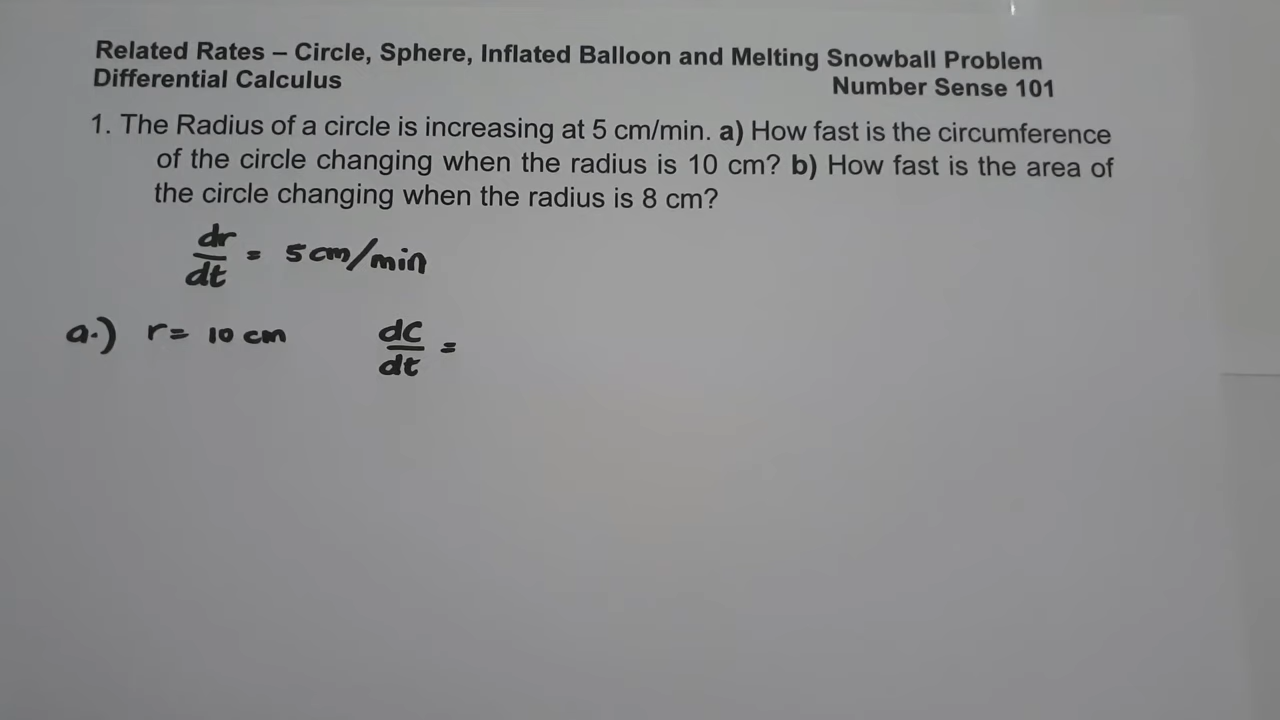 Related Rates – Circle, Sphere, Inflated Balloon and Melting Snowball Problem
Differential Calculus Number Sense 101
1. The Radius of a circle is increasing at 5 cm/min. a) How fast is the circumference
of the circle changing when the radius is 10 cm? b) How fast is the area of
the circle changing when the radius is 8 cm?
dr/dt = 5 cm/min
a.) r = 10 cm dC/dt =